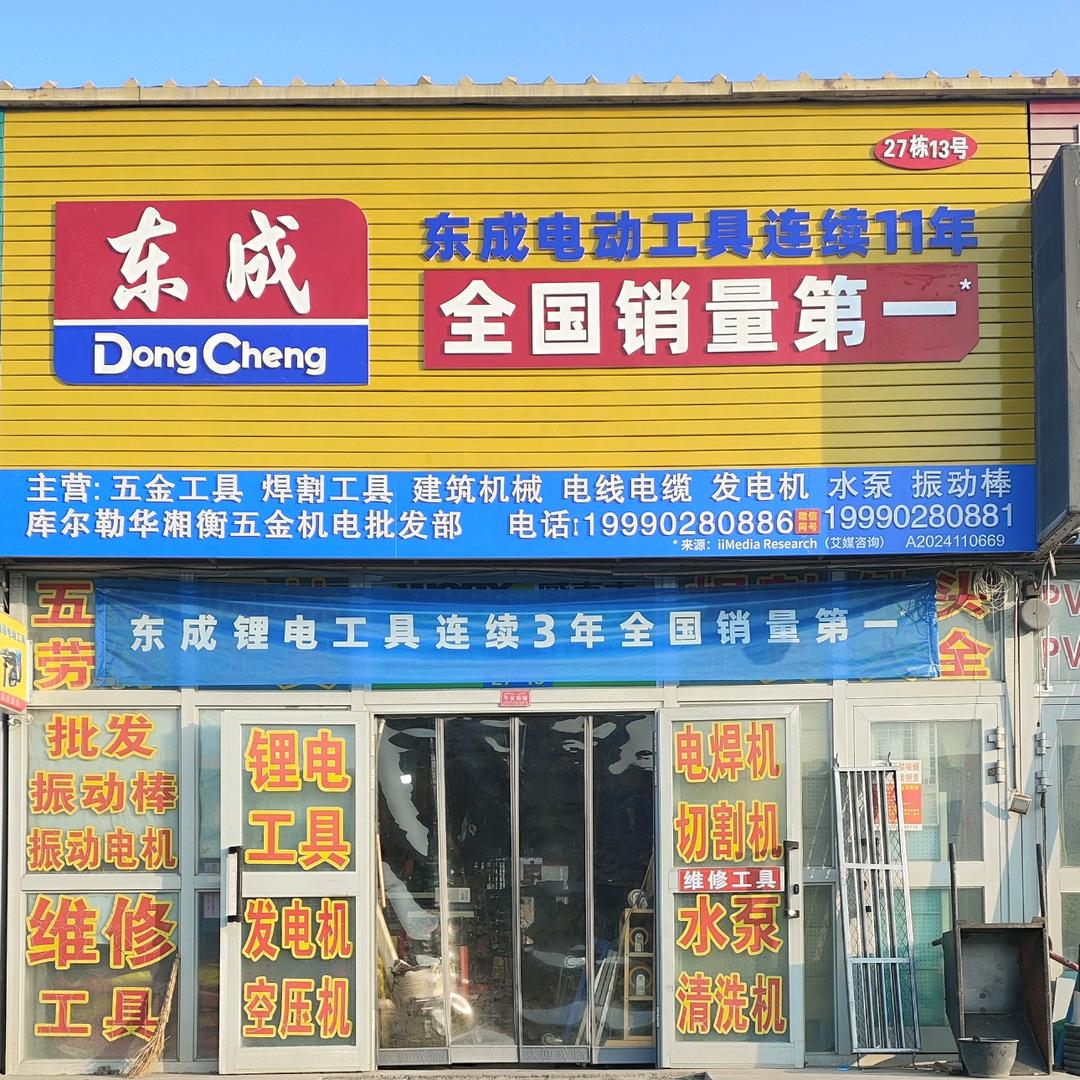 27栋13号
东成
DongCheng
东成电动工具连续11年
全国销量第一*
主营: 五金工具 焊割工具 建筑机械 电线电缆 发电机 水泵 振动棒
库尔勒华湘衡五金机电批发部 电话:19990280886 微信同号 19990280881
*来源：iiMedia Research（艾媒咨询） A2024110669
五
劳
头
全
东成锂电工具连续3年全国销量第一*
批发
振动棒
振动电机
维修
工具
锂电
工具
发电机
空压机
电焊机
切割机
维修工具
水泵
清洗机
PV
PV